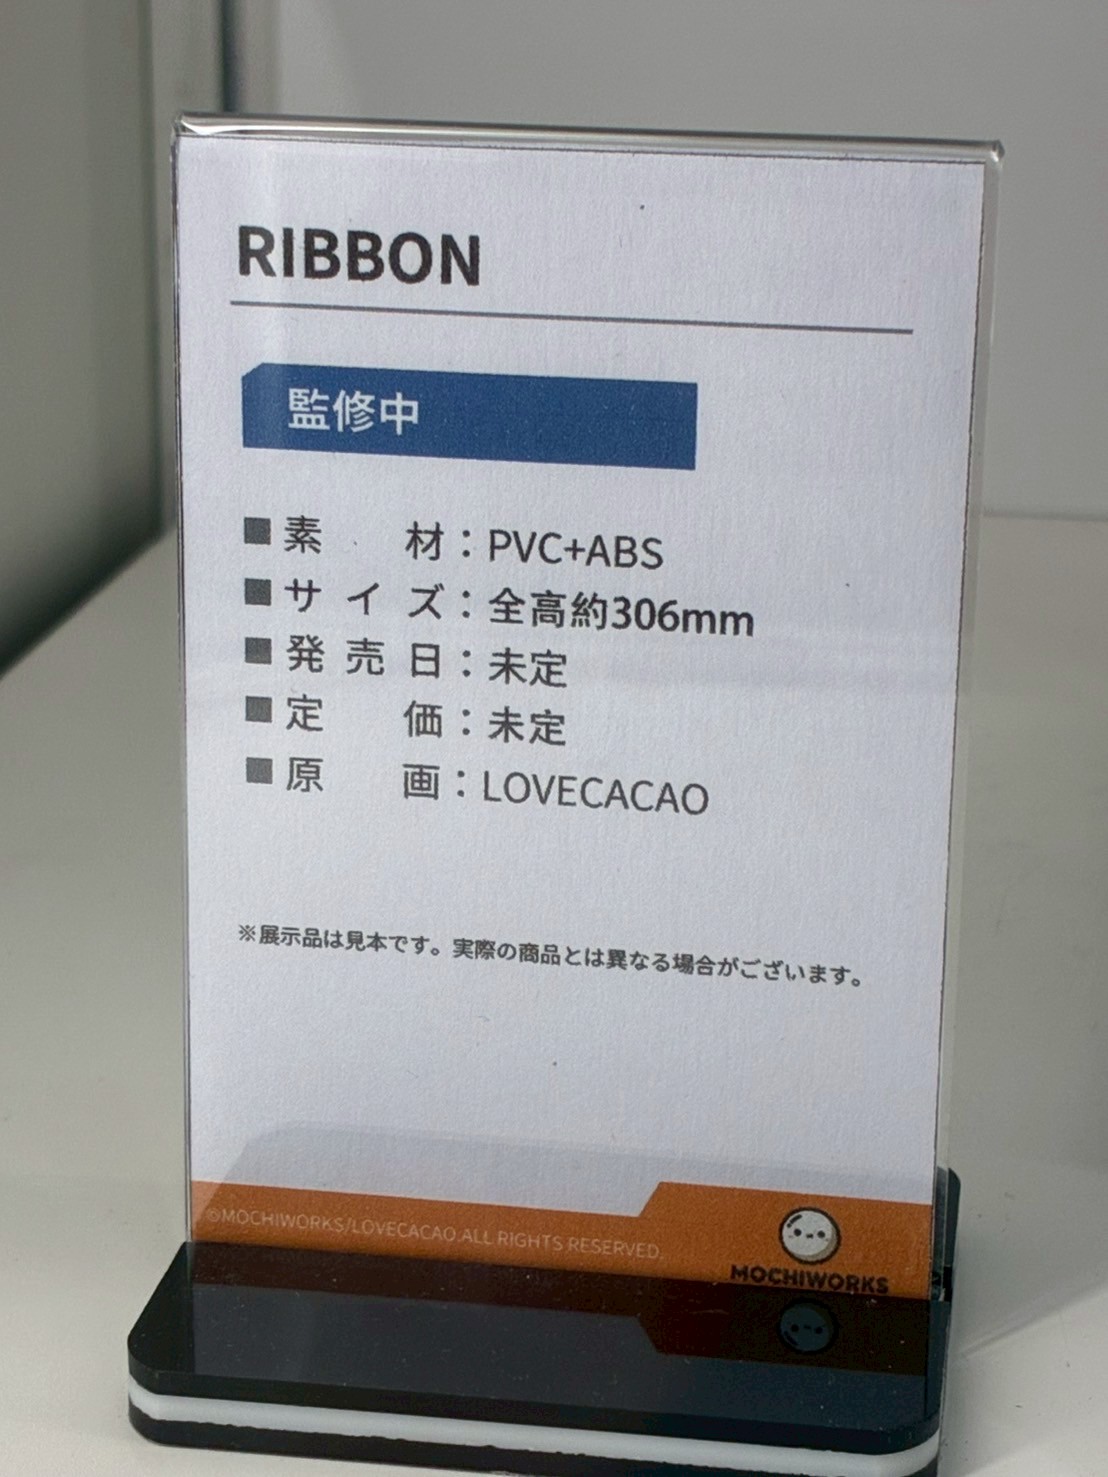 RIBBON
監修中
■素 材：PVC+ABS
■サイズ：全高約306mm
■発売日：未定
■定 価：未定
■原 画：LOVECACAO
※展示品は見本です。実際の商品とは異なる場合がございます。
©MOCHIWORKS/LOVECACAO.ALL RIGHTS RESERVED.
MOCHIWORKS